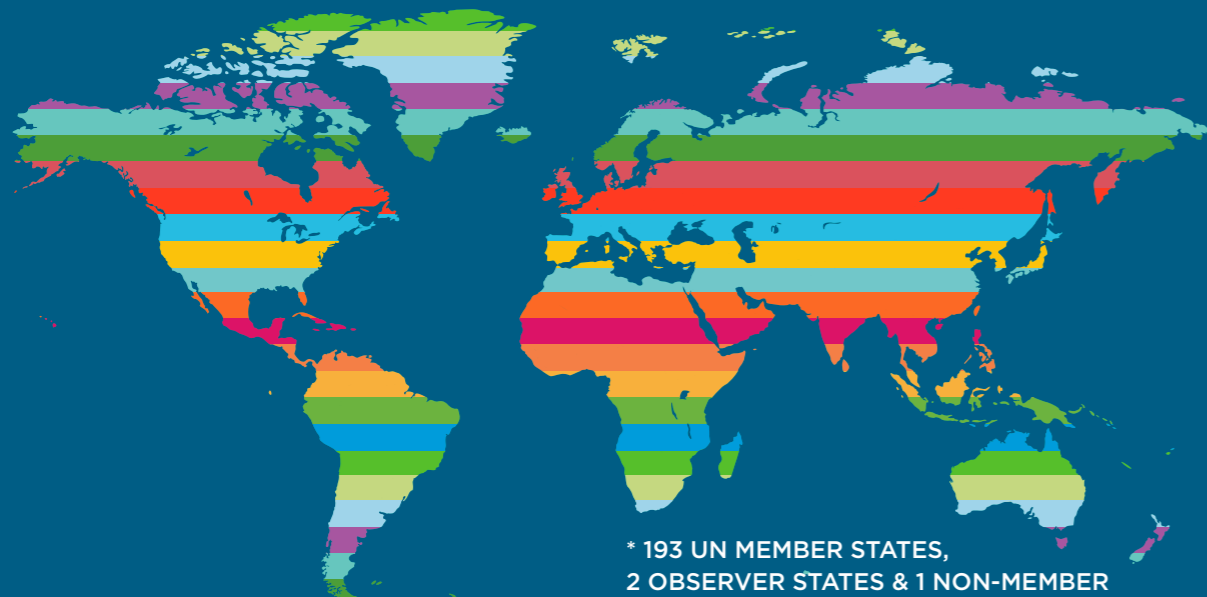 * 193 UN MEMBER STATES,
2 OBSERVER STATES & 1 NON-MEMBER